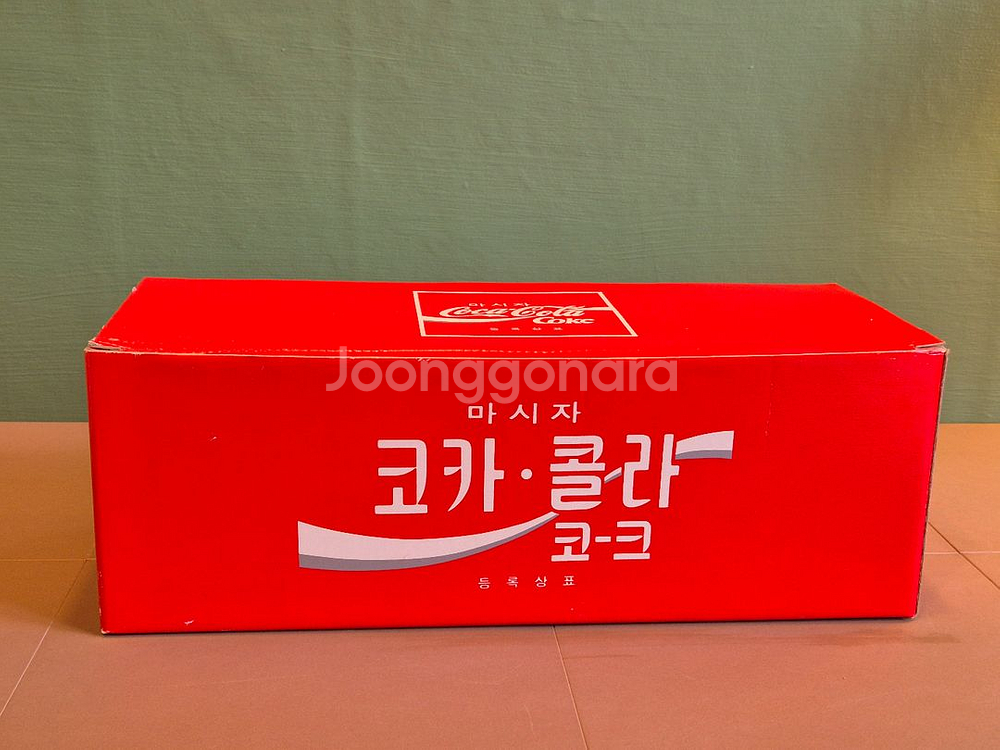 마시자
Coca-Cola
Coke
등록상표
Joonggonara
마시자
코카·콜라
코-크
등록상표